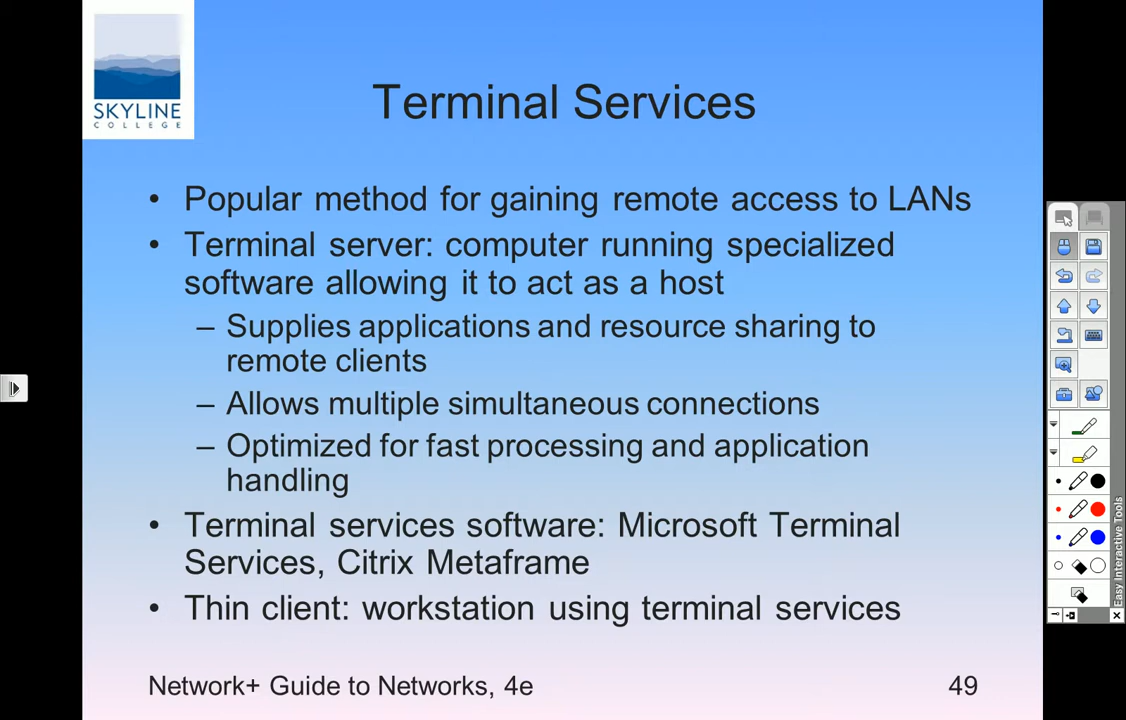 SKYLINE
COLLEGE
Terminal Services
• Popular method for gaining remote access to LANs
• Terminal server: computer running specialized
software allowing it to act as a host
– Supplies applications and resource sharing to
remote clients
– Allows multiple simultaneous connections
– Optimized for fast processing and application
handling
• Terminal services software: Microsoft Terminal
Services, Citrix Metaframe
• Thin client: workstation using terminal services
Network+ Guide to Networks, 4e
49
Easy Interactive Tools